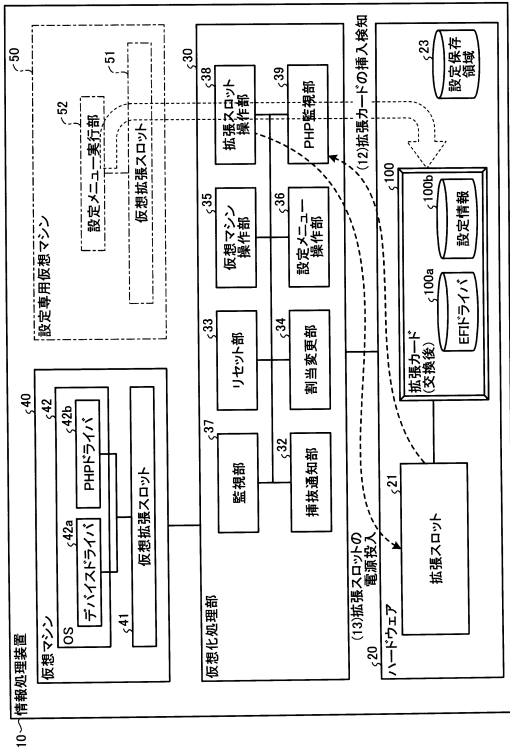 10
情報処理装置
40
仮想マシン
42
OS
42a
デバイスドライバ
42b
PHPドライバ
41
仮想拡張スロット
50
設定専用仮想マシン
52
設定メニュー実行部
51
仮想拡張スロット
30
仮想化処理部
37
監視部
33
リセット部
35
仮想マシン
操作部
38
拡張スロット
操作部
32
挿抜通知部
34
割当変更部
36
設定メニュー
操作部
39
PHP監視部
(13)拡張スロットの
電源投入
(12)拡張カードの挿入検知
20
ハードウェア
21
拡張スロット
100
拡張カード
(交換後)
100a
EFIドライバ
100b
設定情報
23
設定保存
領域